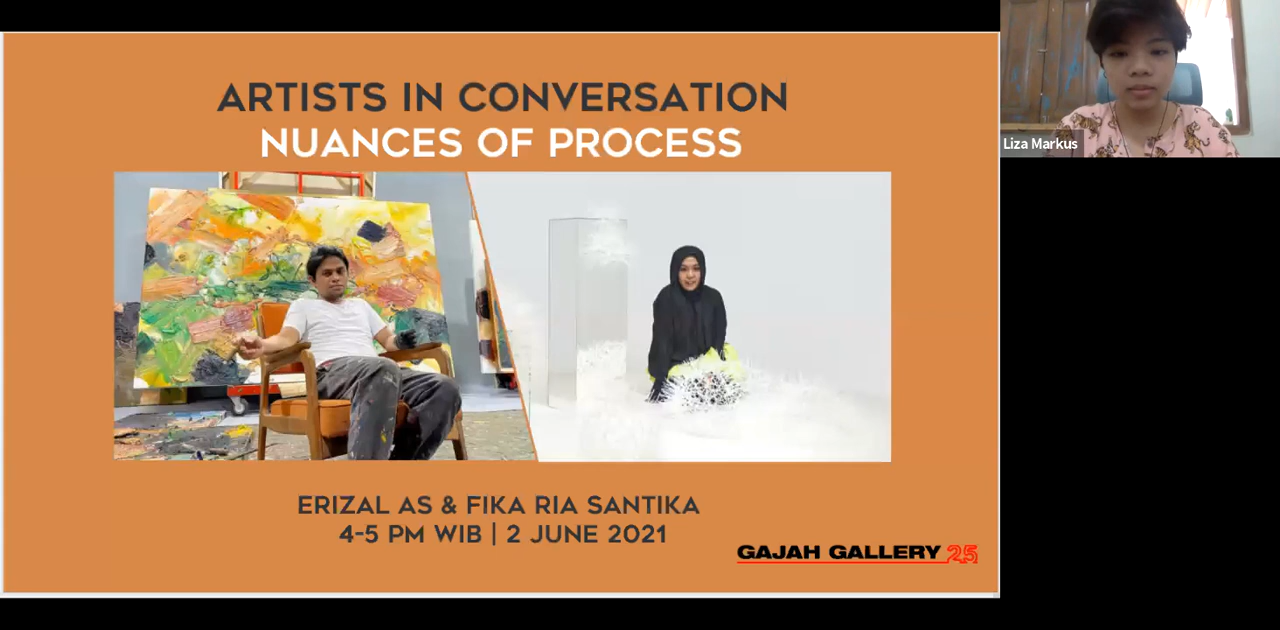 ARTISTS IN CONVERSATION
NUANCES OF PROCESS
ERIZAL AS & FIKA RIA SANTIKA
4-5 PM WIB | 2 JUNE 2021
GAJAH GALLERY 25
Liza Markus